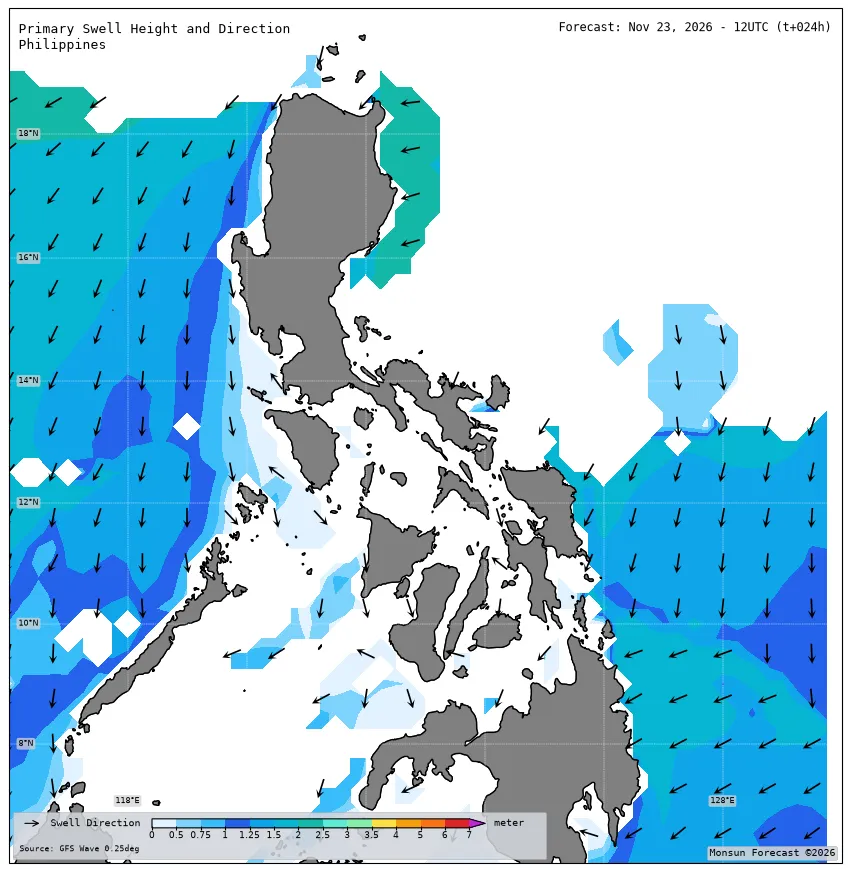 Primary Swell Height and Direction
Philippines
Forecast: Nov 23, 2026 - 12UTC (t+024h)
18°N
16°N
14°N
12°N
10°N
8°N
118°E
128°E
Swell Direction
0 0.5 0.75 1 1.25 1.5 2 2.5 3 3.5 4 5 6 7
meter
Source: GFS Wave 0.25deg
Monsun Forecast ©2026